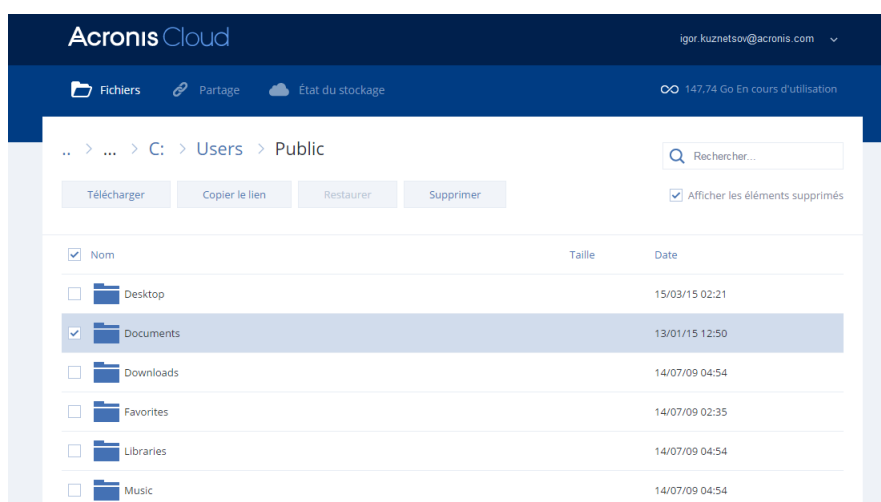 Acronis Cloud
igor.kuznetsov@acronis.com
Fichiers Partage État du stockage 147,74 Go En cours d'utilisation
.. > ... > C: > Users > Public
Rechercher...
Télécharger Copier le lien Restaurer Supprimer
Afficher les éléments supprimés
Nom Taille Date
Desktop 15/03/15 02:21
Documents 13/01/15 12:50
Downloads 14/07/09 04:54
Favorites 14/07/09 02:35
Libraries 14/07/09 04:54
Music 14/07/09 04:54